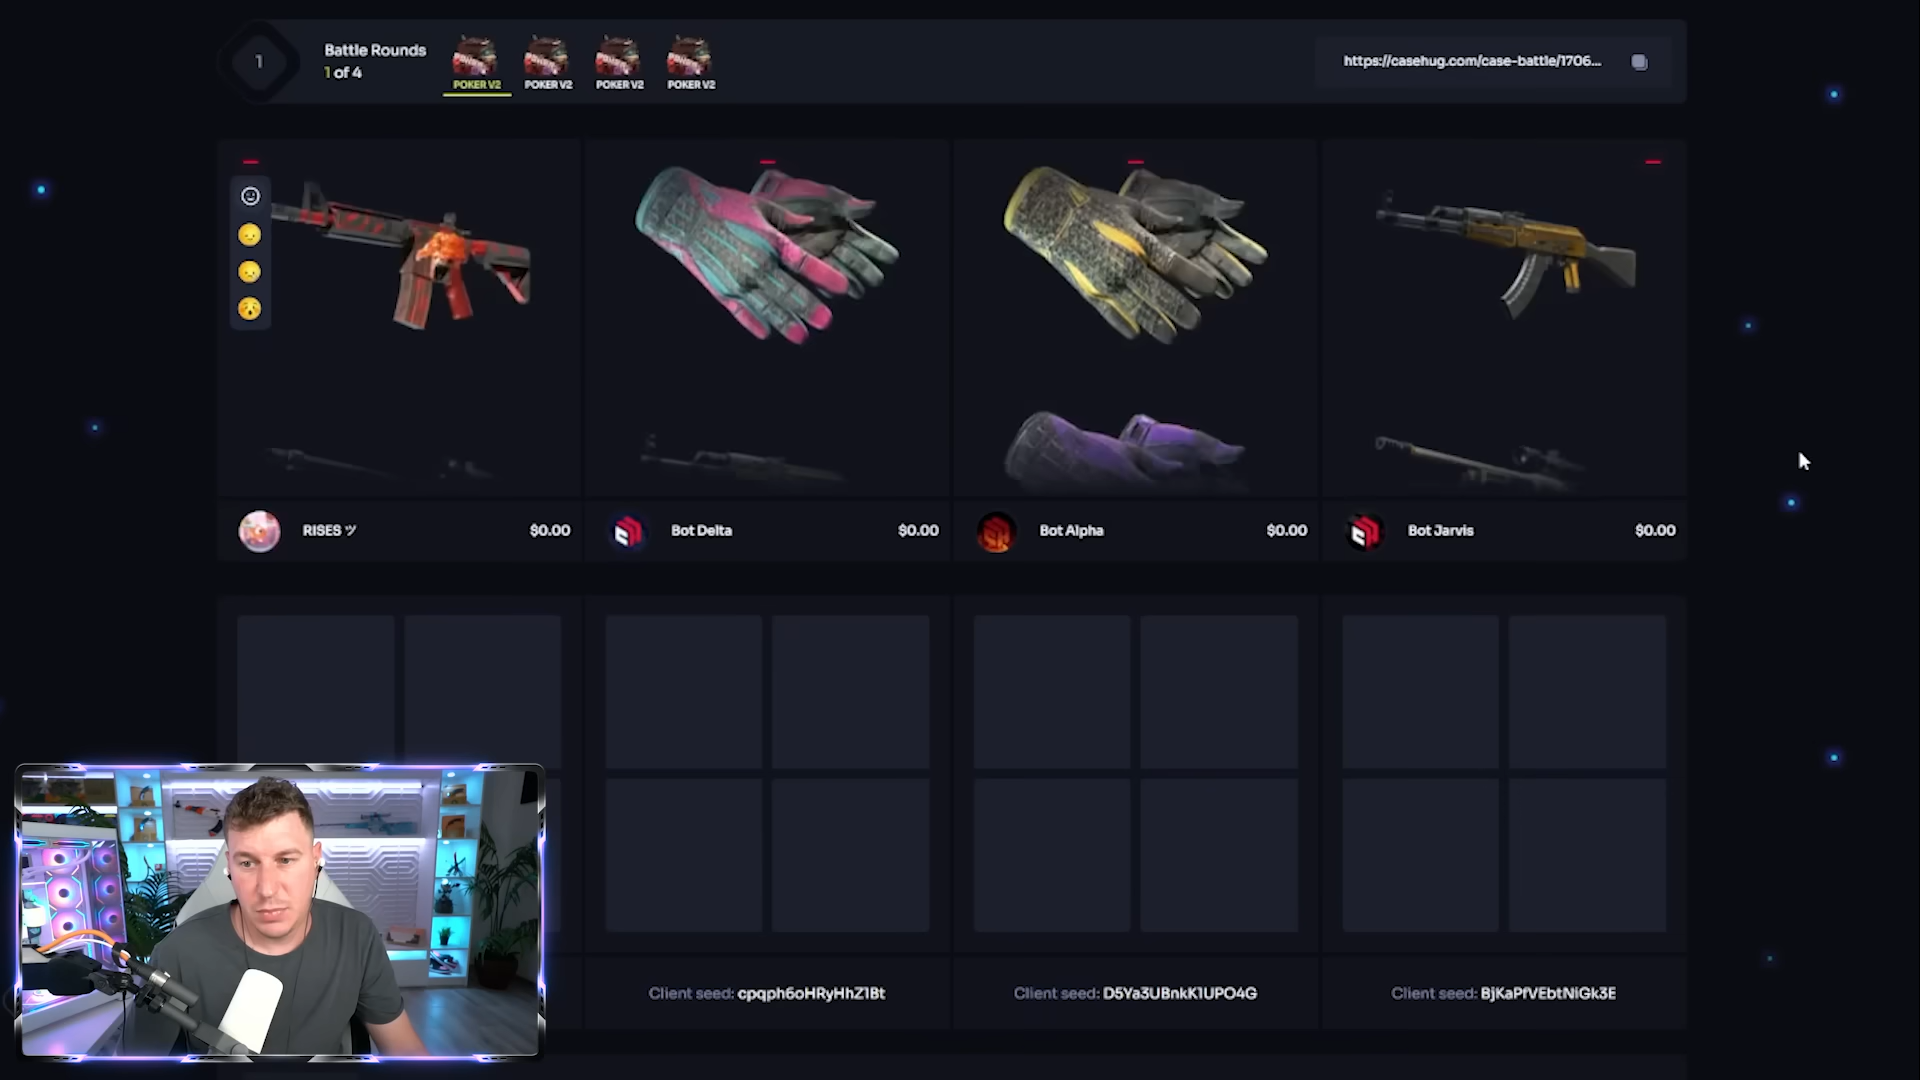 1
Battle Rounds
1 of 4
POKER V2
POKER V2
POKER V2
POKER V2
https://casehug.com/case-battle/1706...
RISES ツ
$0.00
Bot Delta
$0.00
Bot Alpha
$0.00
Bot Jarvis
$0.00
Client seed: cpqph6oHRyHhZ1Bt
Client seed: D5Ya3UBnkK1UPO4G
Client seed: BjKaPfVEbtNiGk3E